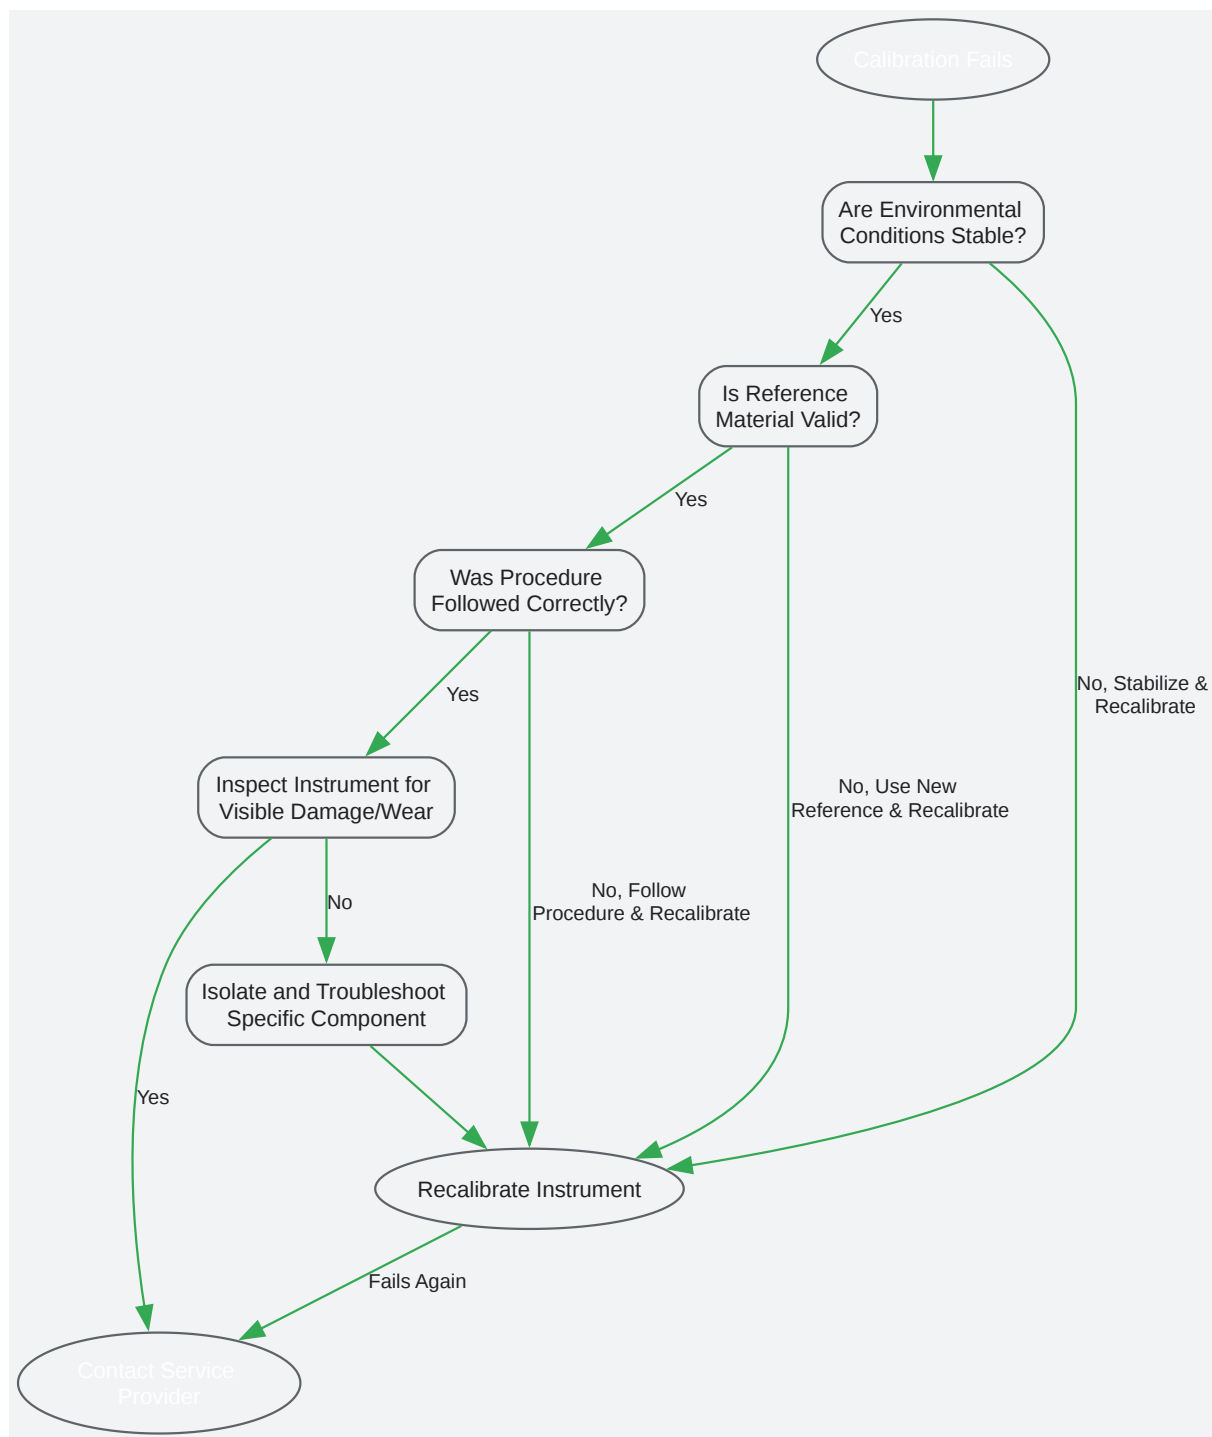 Calibration Fails
Are Environmental
Conditions Stable?
Yes
Is Reference
Material Valid?
Yes
Was Procedure
Followed Correctly?
Yes
No, Stabilize &
Recalibrate
Inspect Instrument for
Visible Damage/Wear
No, Use New
Reference & Recalibrate
No
No, Follow
Procedure & Recalibrate
Isolate and Troubleshoot
Specific Component
Yes
Recalibrate Instrument
Fails Again
Contact Service
Provider